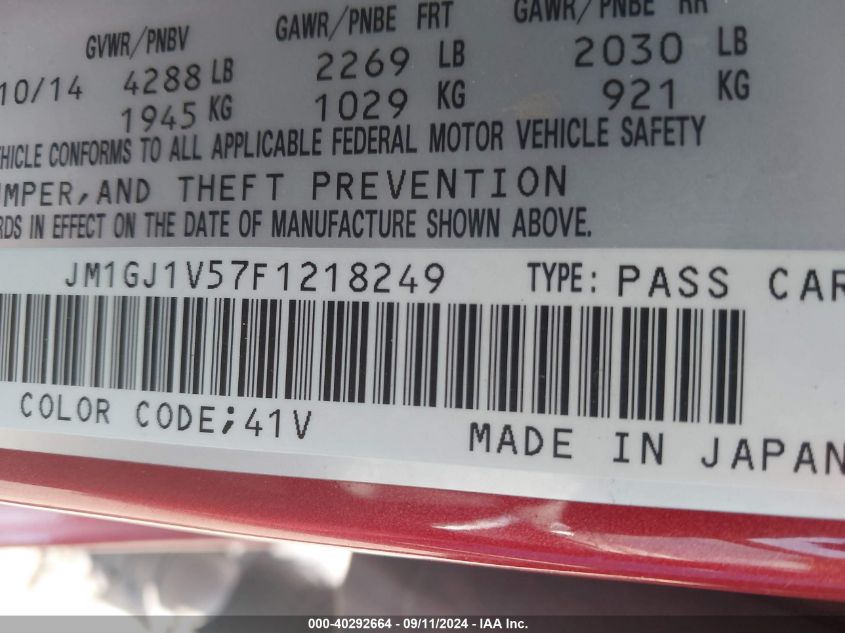 GVWR/PNBV GAWR/PNBE FRT GAWR/PNBE RR
10/14 4288 LB 2269 LB 2030 LB
1945 KG 1029 KG 921 KG
HICLE CONFORMS TO ALL APPLICABLE FEDERAL MOTOR VEHICLE SAFETY
UMPER,AND THEFT PREVENTION
RDS IN EFFECT ON THE DATE OF MANUFACTURE SHOWN ABOVE.
JM1GJ1V57F1218249 TYPE: PASS CAR
COLOR CODE;41V MADE IN JAPAN
000-40292664 - 09/11/2024 - IAA Inc.